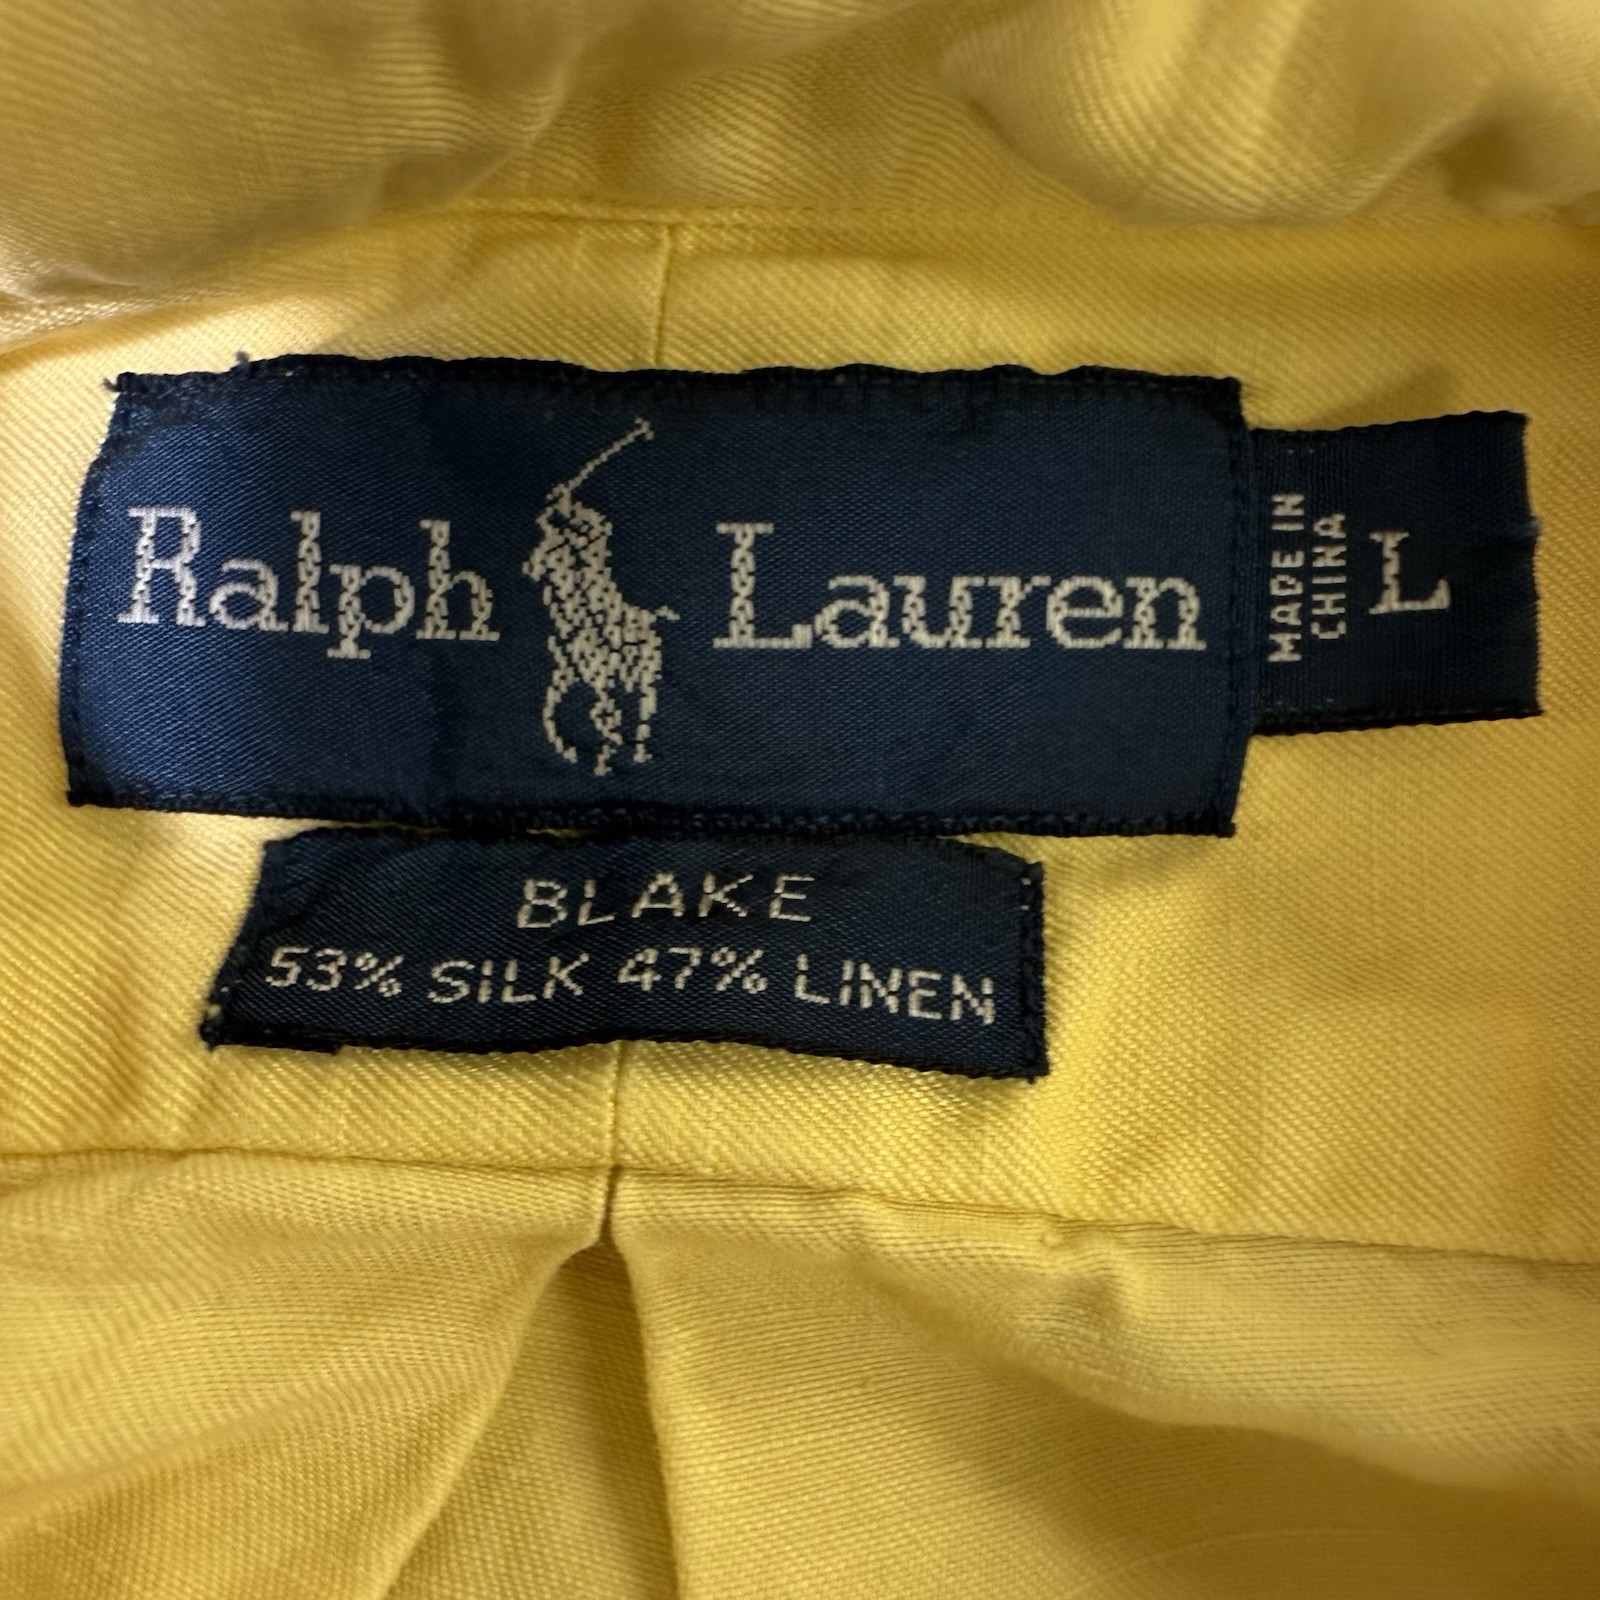 Ralph Lauren
MADE IN
CHINA
L
BLAKE
53% SILK 47% LINEN